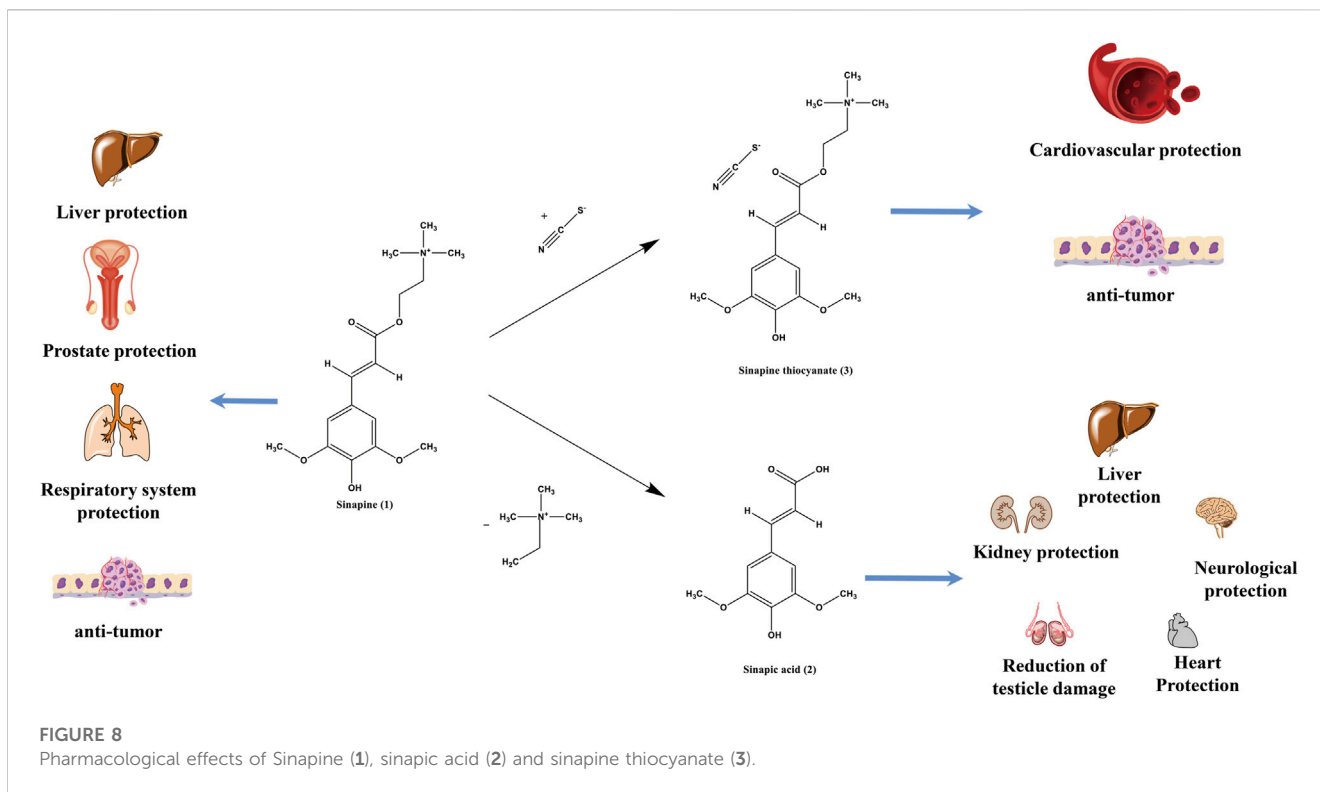 Liver protection
Prostate protection
Respiratory system
protection
anti-tumor
CH₃
H₃C
N⁺
CH₃
O
O
H
H
H₃C
O
O
CH₃
OH
Sinapine (1)
+
S⁻
C
N
−
CH₃
H₃C
N⁺
CH₃
H₂C
CH₃
H₃C
N⁺
CH₃
S⁻
C
N
O
O
H
H
H₃C
O
O
CH₃
OH
Sinapine thiocyanate (3)
O
OH
H
H
H₃C
O
O
CH₃
OH
Sinapic acid (2)
Cardiovascular protection
anti-tumor
Liver
protection
Kidney protection
Neurological
protection
Reduction of
testicle damage
Heart
Protection
FIGURE 8
Pharmacological effects of Sinapine (1), sinapic acid (2) and sinapine thiocyanate (3).